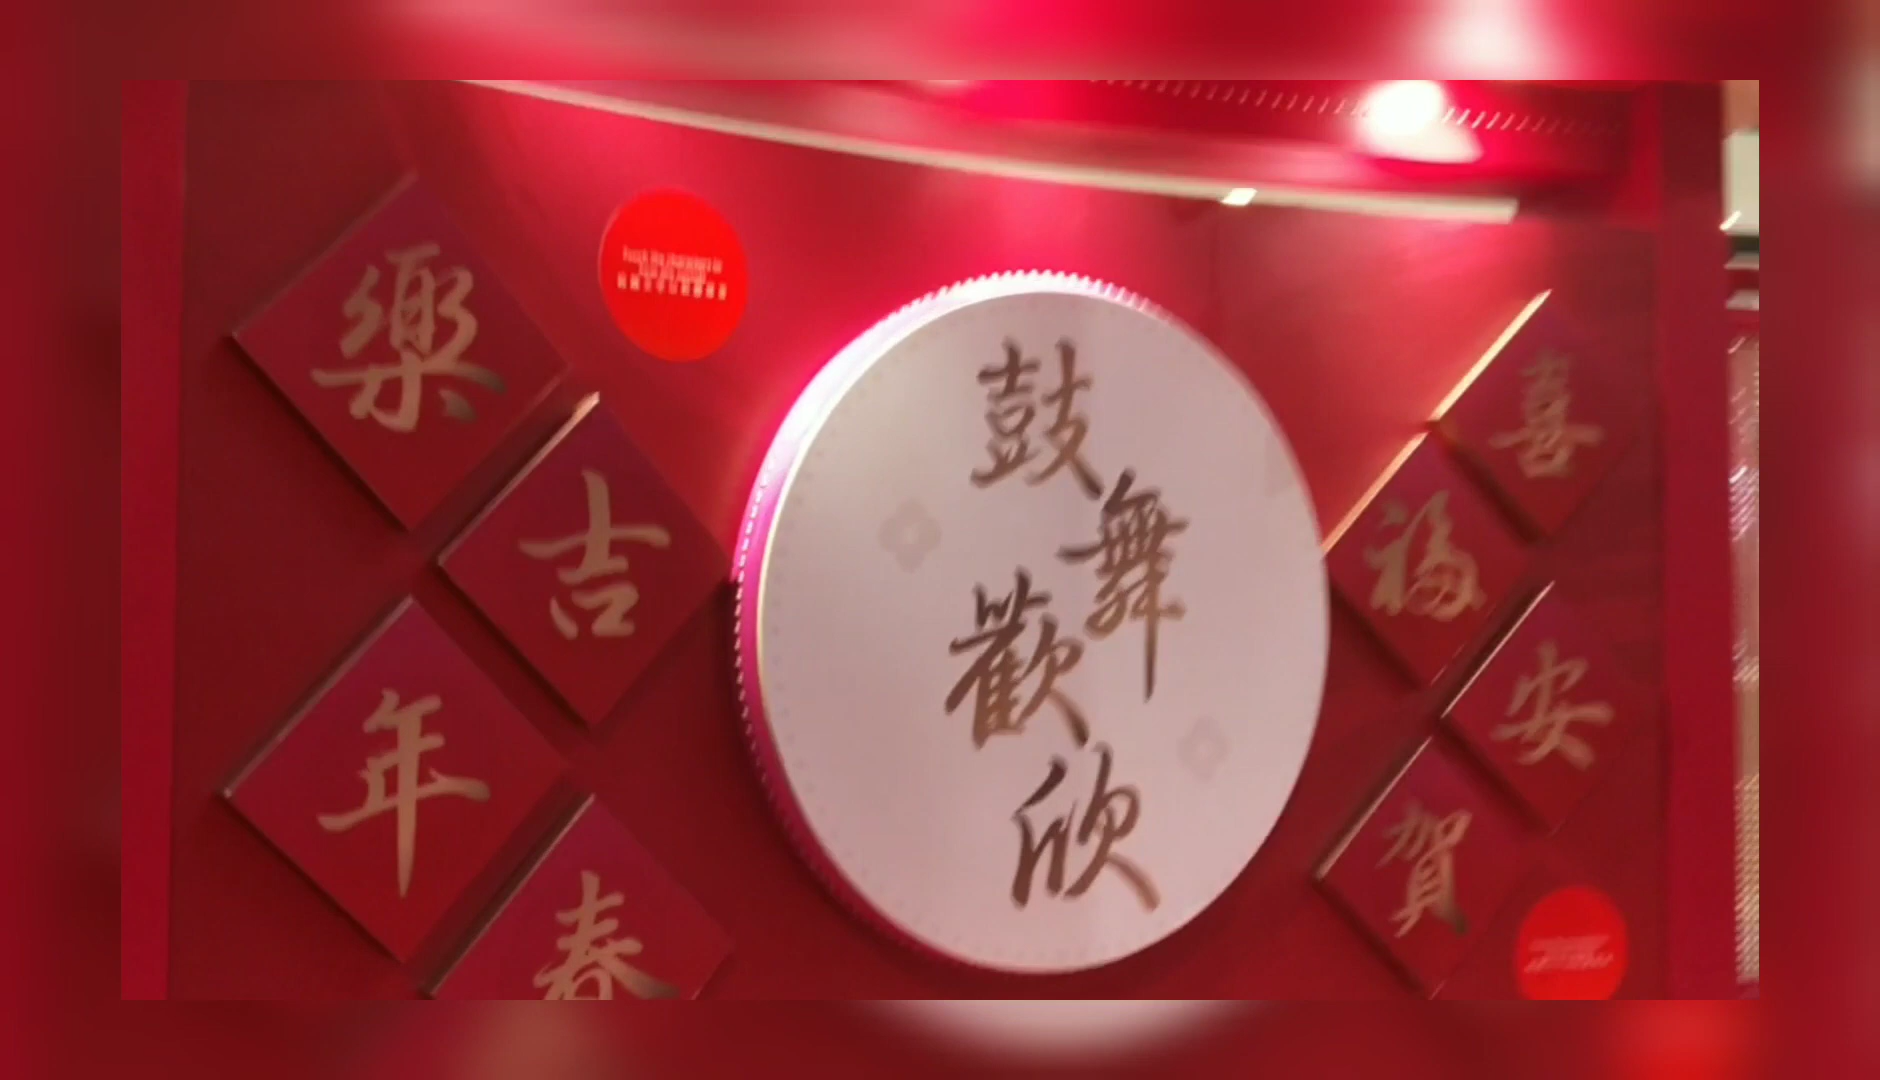 樂
吉
年
春
鼓
舞
歡
欣
喜
福
安
賀